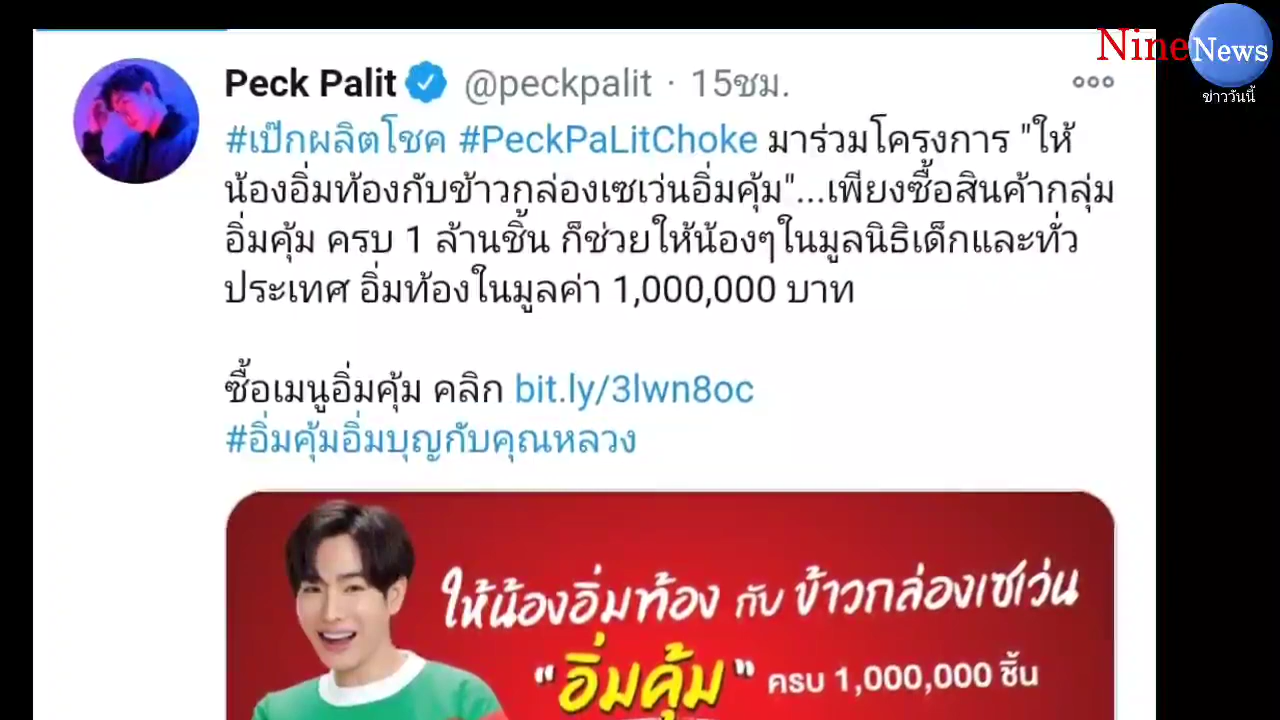 Nine News
ข่าววันนี้
Peck Palit @peckpalit · 15ชม.
#เป๊กผลิตโชค #PeckPaLitChoke มาร่วมโครงการ "ให้
น้องอิ่มท้องกับข้าวกล่องเซเว่นอิ่มคุ้ม"...เพียงซื้อสินค้ากลุ่ม
อิ่มคุ้ม ครบ 1 ล้านชิ้น ก็ช่วยให้น้องๆในมูลนิธิเด็กและทั่ว
ประเทศ อิ่มท้องในมูลค่า 1,000,000 บาท
ซื้อเมนูอิ่มคุ้ม คลิก bit.ly/3lwn8oc
#อิ่มคุ้มอิ่มบุญกับคุณหลวง
ให้น้องอิ่มท้อง กับ ข้าวกล่องเซเว่น
"อิ่มคุ้ม" ครบ 1,000,000 ชิ้น